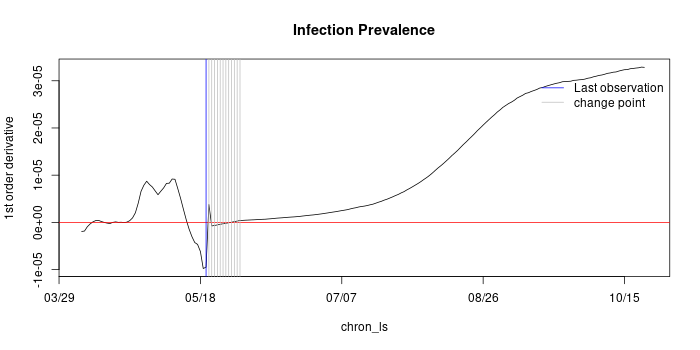 Infection Prevalence
1st order derivative
3e-05
2e-05
1e-05
0e+00
-1e-05
Last observation
change point
03/29
05/18
07/07
08/26
10/15
chron_ls